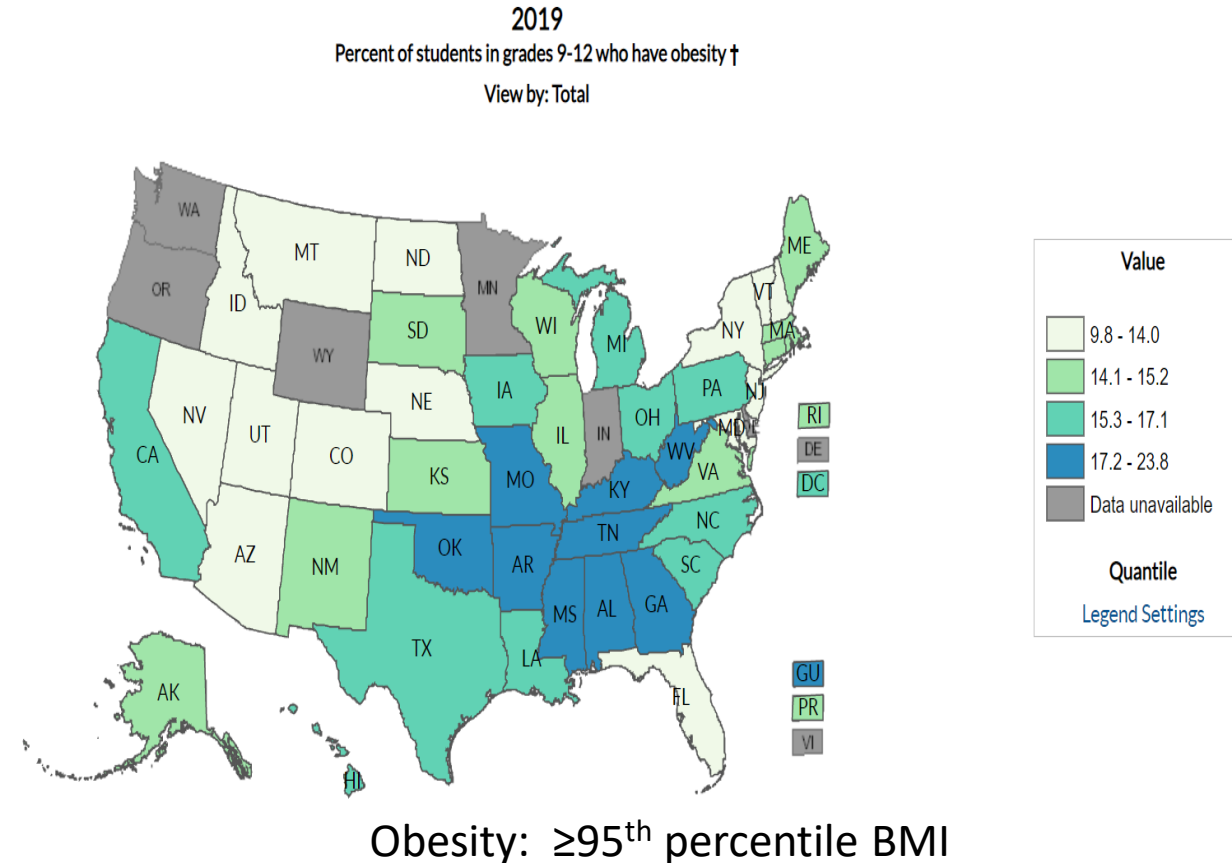 2019
Percent of students in grades 9-12 who have obesity †
View by: Total
WA
MT
ND
MN
ME
OR
ID
SD
WI
VT
WY
MI
NY
MA
IA
NE
PA
NJ
NV
UT
CO
IL
IN
OH
MD
RI
CA
KS
MO
WV
VA
DE
KY
DC
NC
AZ
NM
OK
AR
TN
SC
MS
AL
GA
TX
LA
AK
FL
GU
PR
VI
HI
Value
9.8 - 14.0
14.1 - 15.2
15.3 - 17.1
17.2 - 23.8
Data unavailable
Quantile
Legend Settings
Obesity: ≥95th percentile BMI